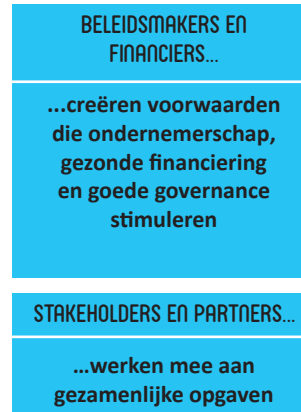 BELEIDSMAKERS EN
FINANCIERS...
...creëren voorwaarden
die ondernemerschap,
gezonde financiering
en goede governance
stimuleren
STAKEHOLDERS EN PARTNERS...
...werken mee aan
gezamenlijke opgaven